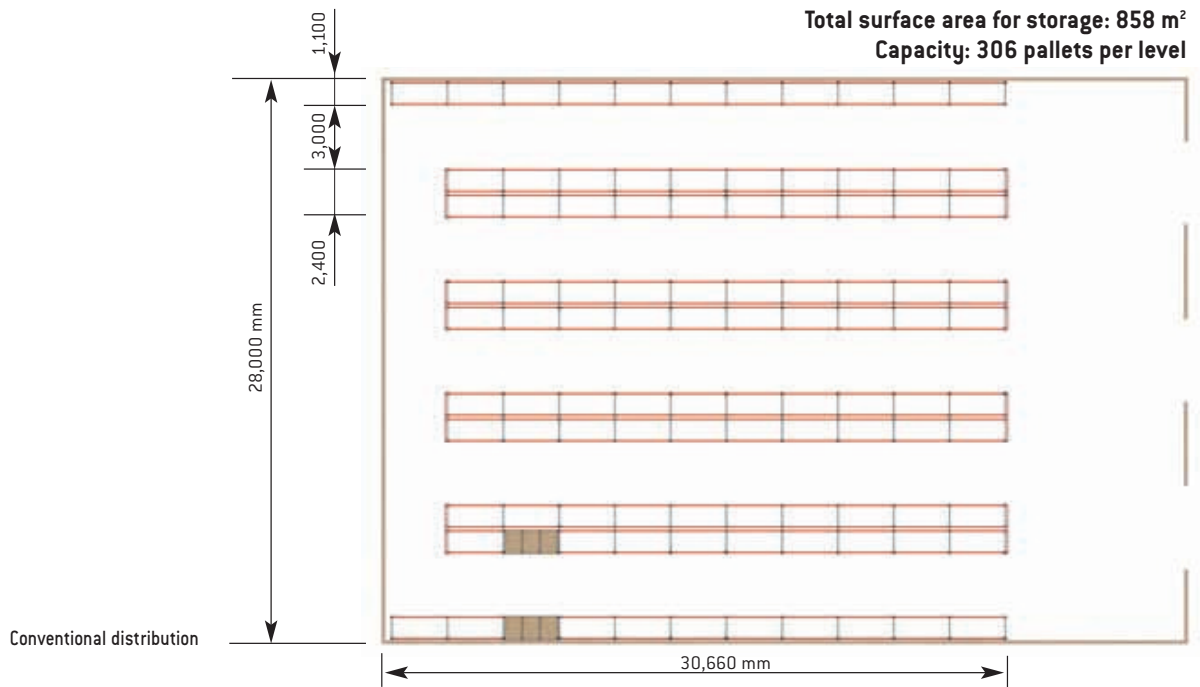 Total surface area for storage: 858 m²
Capacity: 306 pallets per level
1,100
3,000
2,400
28,000 mm
Conventional distribution
30,660 mm